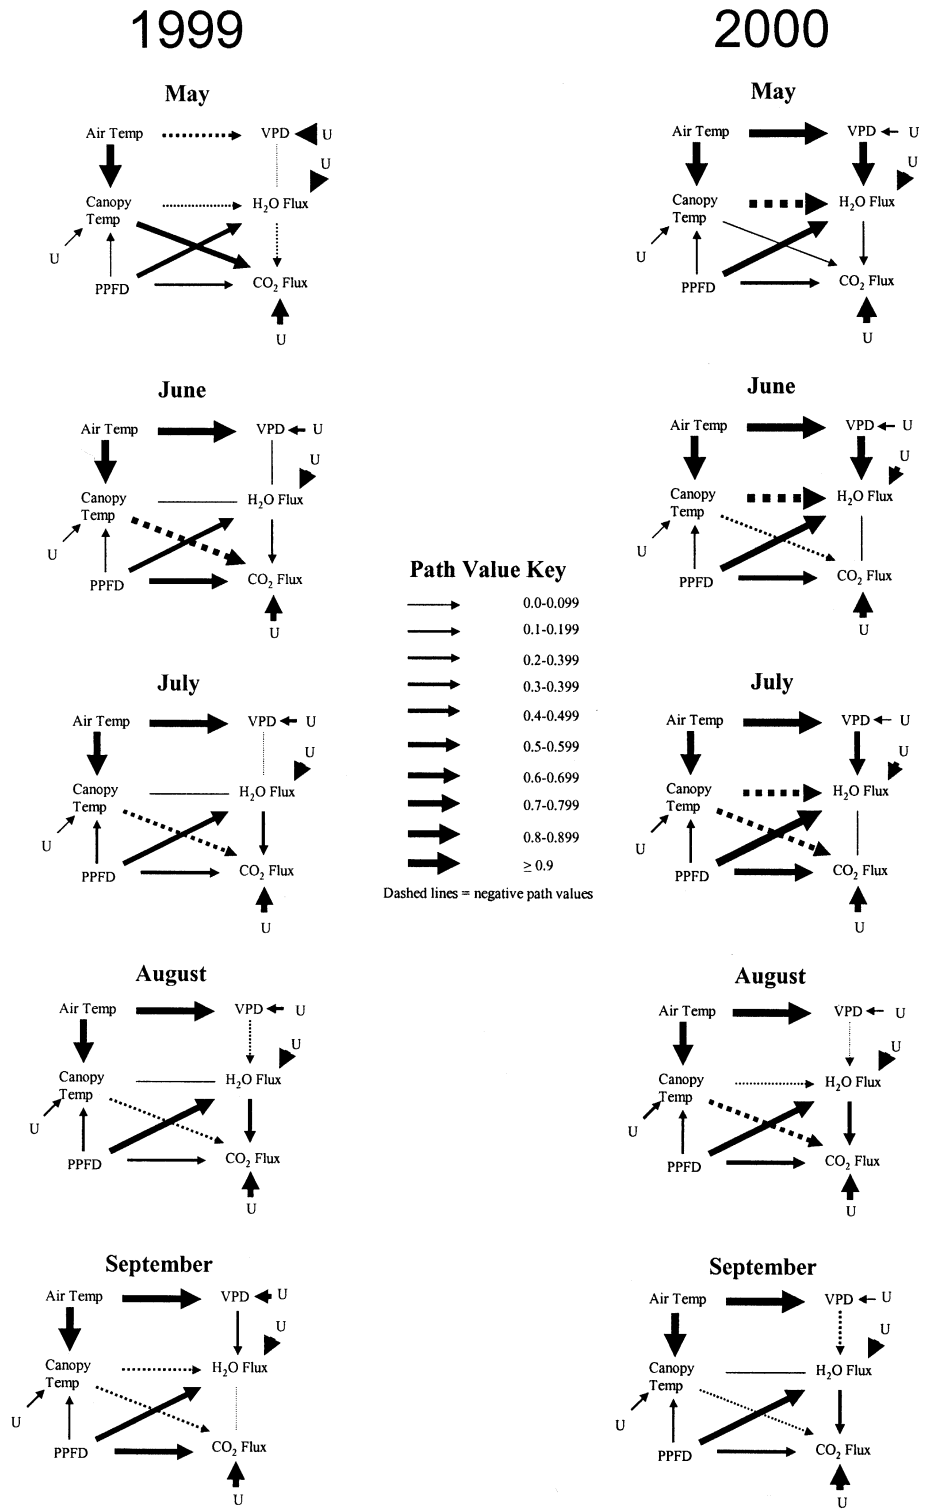 1999
2000
May
Air Temp
VPD
U
U
Canopy
Temp
H₂O Flux
U
PPFD
CO₂ Flux
U
May
Air Temp
VPD
U
U
Canopy
Temp
H₂O Flux
U
PPFD
CO₂ Flux
U
June
Air Temp
VPD
U
U
Canopy
Temp
H₂O Flux
U
PPFD
CO₂ Flux
U
June
Air Temp
VPD
U
U
Canopy
Temp
H₂O Flux
U
PPFD
CO₂ Flux
U
Path Value Key
0.0-0.099
0.1-0.199
0.2-0.399
0.3-0.399
0.4-0.499
0.5-0.599
0.6-0.699
0.7-0.799
0.8-0.899
≥ 0.9
Dashed lines = negative path values
July
Air Temp
VPD
U
U
Canopy
Temp
H₂O Flux
U
PPFD
CO₂ Flux
U
July
Air Temp
VPD
U
U
Canopy
Temp
H₂O Flux
U
PPFD
CO₂ Flux
U
August
Air Temp
VPD
U
U
Canopy
Temp
H₂O Flux
U
PPFD
CO₂ Flux
U
August
Air Temp
VPD
U
U
Canopy
Temp
H₂O Flux
U
PPFD
CO₂ Flux
U
September
Air Temp
VPD
U
U
Canopy
Temp
H₂O Flux
U
PPFD
CO₂ Flux
U
September
Air Temp
VPD
U
U
Canopy
Temp
H₂O Flux
U
PPFD
CO₂ Flux
U